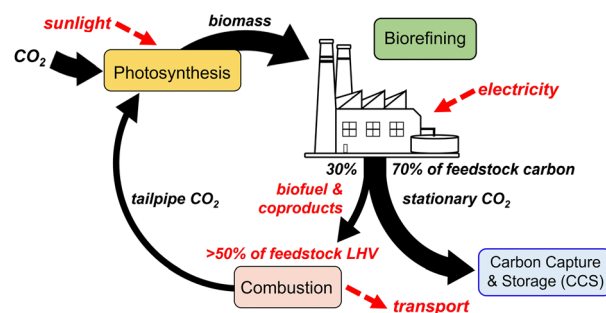 sunlight
biomass
CO₂
Photosynthesis
Biorefining
electricity
30%
70% of feedstock carbon
biofuel &
coproducts
stationary CO₂
tailpipe CO₂
>50% of feedstock LHV
Combustion
Carbon Capture
& Storage (CCS)
transport